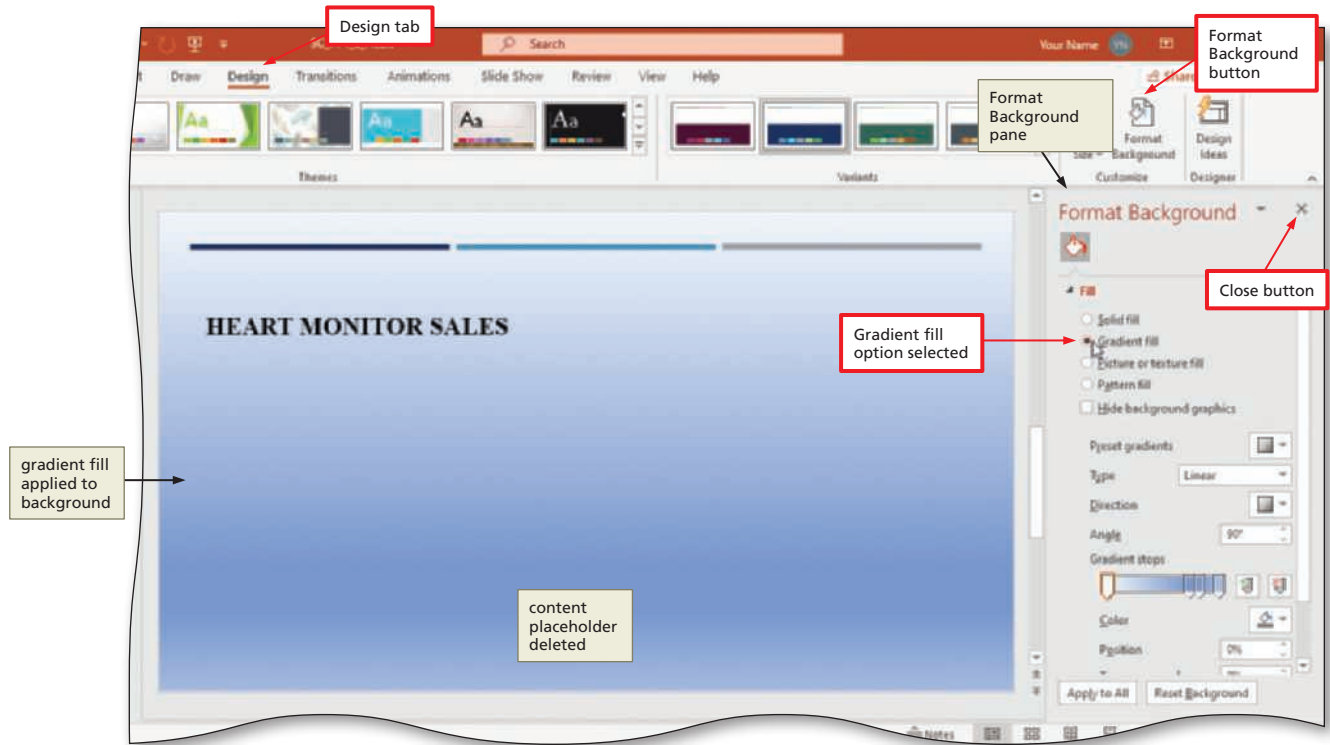 Design tab
Search
Your Name
YN
Format
Background
button
Draw Design Transitions Animations Slide Show Review View Help
Share
Format
Background
pane
Aa
Aa
Aa
Aa
Format
Background
Size
Design
Ideas
Themes
Variants
Customize
Designer
Format Background
Close button
Fill
Solid fill
Gradient fill
Picture or texture fill
Pattern fill
Hide background graphics
Gradient fill
option selected
HEART MONITOR SALES
Preset gradients
Type Linear
Direction
Angle 90°
Gradient stops
Color
Position 0%
gradient fill
applied to
background
content
placeholder
deleted
Apply to All Reset Background
Notes